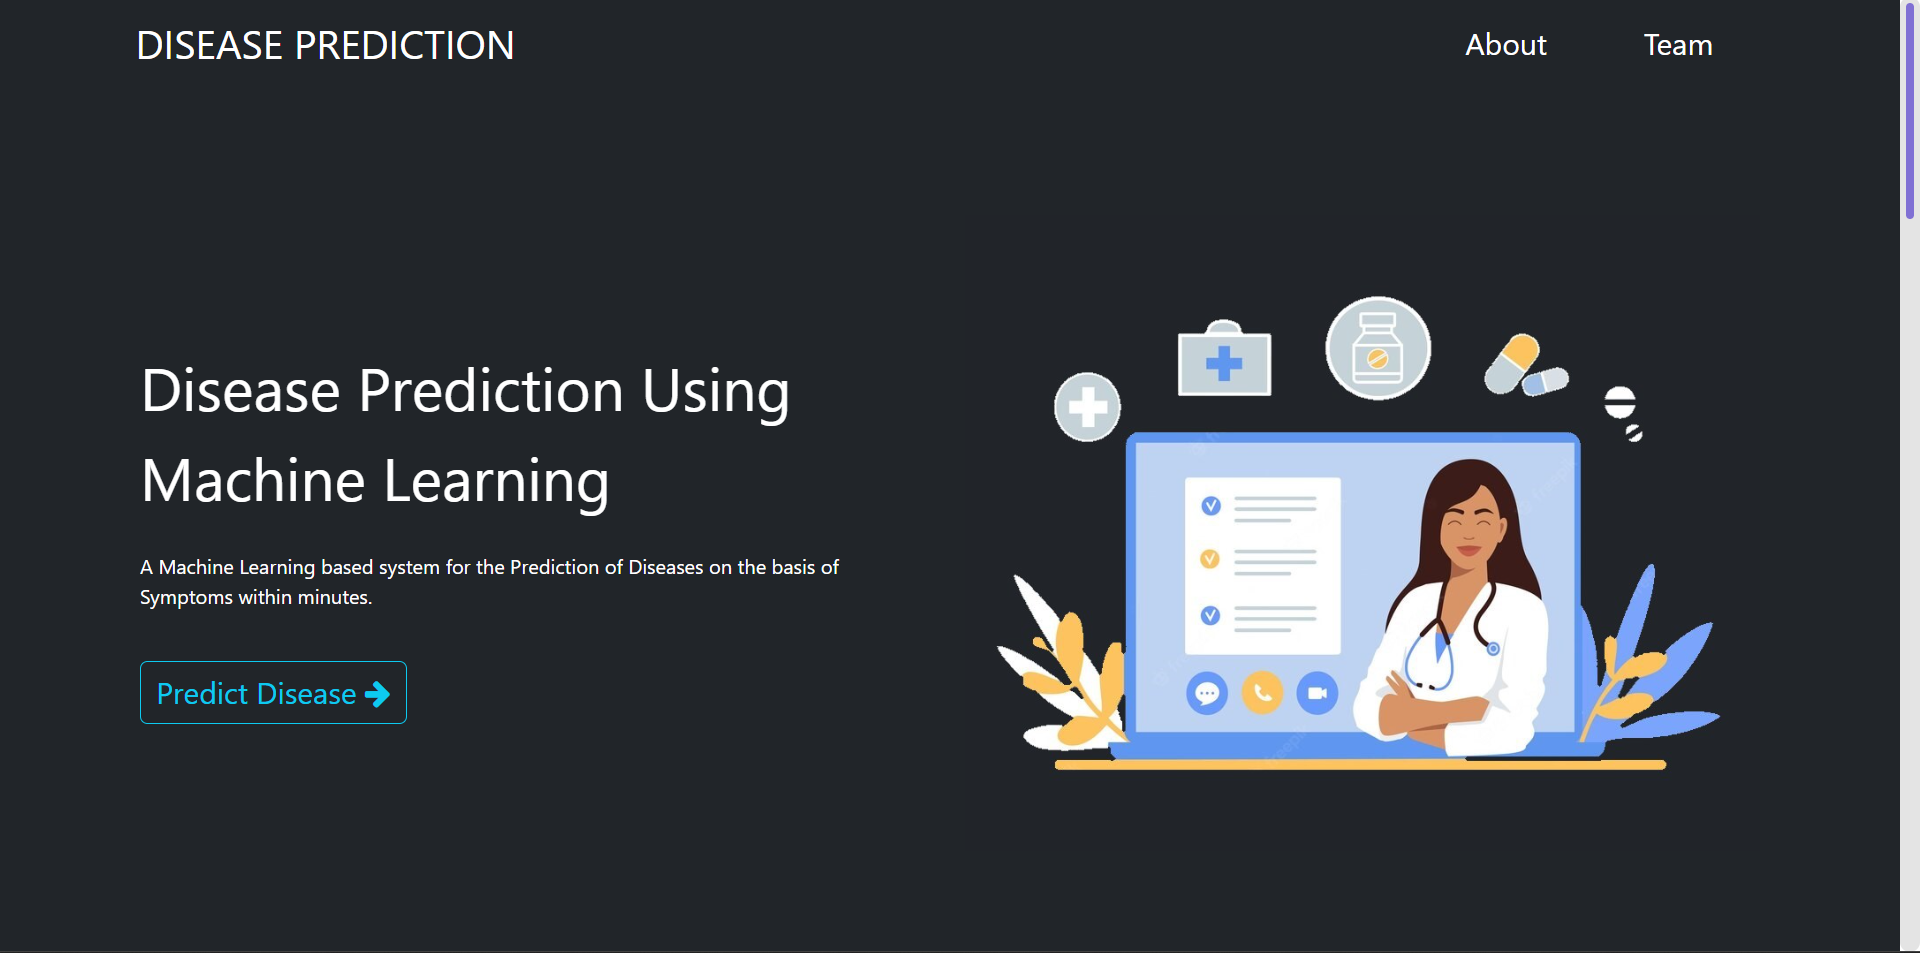 DISEASE PREDICTION
About
Team
Disease Prediction Using
Machine Learning
A Machine Learning based system for the Prediction of Diseases on the basis of
Symptoms within minutes.
Predict Disease